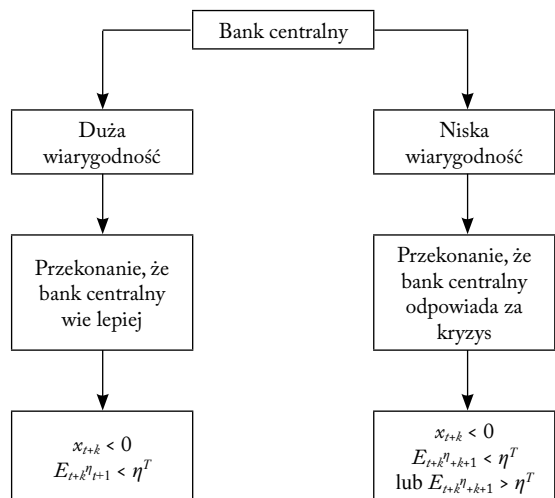 Bank centralny
Duża
wiarygodność
Niska
wiarygodność
Przekonanie, że
bank centralny
wie lepiej
Przekonanie, że
bank centralny
odpowiada za
kryzys
x_{t+k} < 0
E_{t+k}η_{t+1} < η^T
x_{t+k} < 0
E_{t+k}η_{+k+1} < η^T
lub E_{t+k}η_{+k+1} > η^T